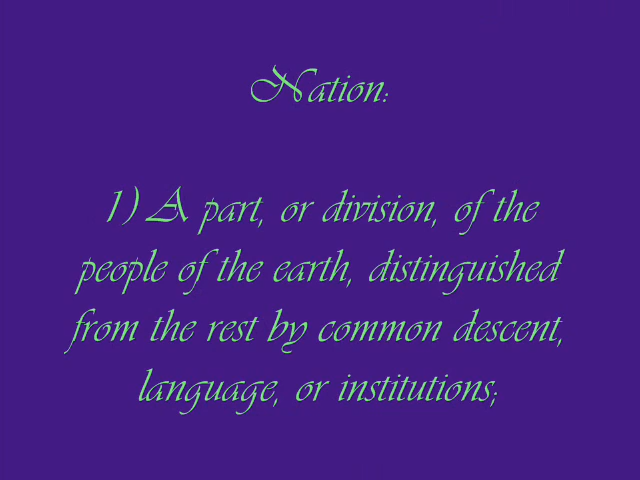 Nation:
1) A part, or division, of the
people of the earth, distinguished
from the rest by common descent,
language, or institutions;